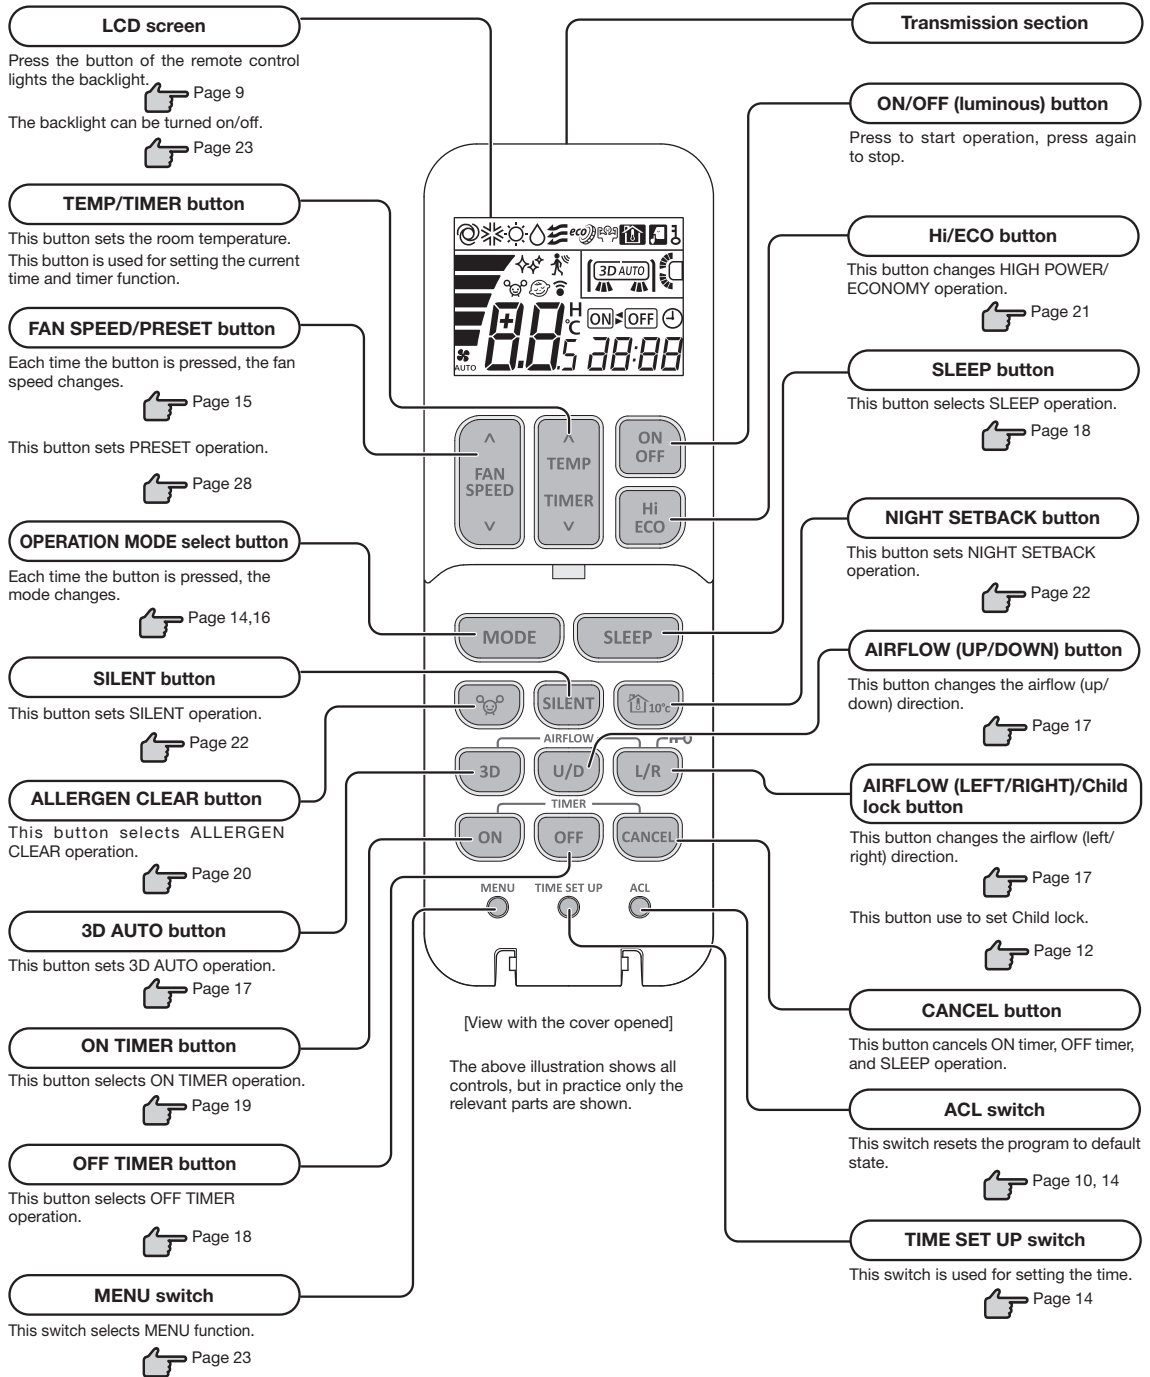 LCD screen
Press the button of the remote control
lights the backlight.
Page 9
The backlight can be turned on/off.
Page 23
TEMP/TIMER button
This button sets the room temperature.
This button is used for setting the current
time and timer function.
FAN SPEED/PRESET button
Each time the button is pressed, the fan
speed changes.
Page 15
This button sets PRESET operation.
Page 28
OPERATION MODE select button
Each time the button is pressed, the
mode changes.
Page 14,16
SILENT button
This button sets SILENT operation.
Page 22
ALLERGEN CLEAR button
This button selects ALLERGEN
CLEAR operation.
Page 20
3D AUTO button
This button sets 3D AUTO operation.
Page 17
ON TIMER button
This button selects ON TIMER operation.
Page 19
OFF TIMER button
This button selects OFF TIMER
operation.
Page 18
MENU switch
This switch selects MENU function.
Page 23
eco
3D AUTO
H
°C
ON OFF
8.8.5 28:88
AUTO
FAN
SPEED
TEMP
TIMER
ON
OFF
Hi
ECO
MODE
SLEEP
SILENT
10°c
AIRFLOW
3D
U/D
L/R
TIMER
ON
OFF
CANCEL
MENU
TIME SET UP
ACL
[View with the cover opened]
The above illustration shows all
controls, but in practice only the
relevant parts are shown.
Transmission section
ON/OFF (luminous) button
Press to start operation, press again
to stop.
Hi/ECO button
This button changes HIGH POWER/
ECONOMY operation.
Page 21
SLEEP button
This button selects SLEEP operation.
Page 18
NIGHT SETBACK button
This button sets NIGHT SETBACK
operation.
Page 22
AIRFLOW (UP/DOWN) button
This button changes the airflow (up/
down) direction.
Page 17
AIRFLOW (LEFT/RIGHT)/Child
lock button
This button changes the airflow (left/
right) direction.
Page 17
This button use to set Child lock.
Page 12
CANCEL button
This button cancels ON timer, OFF timer,
and SLEEP operation.
ACL switch
This switch resets the program to default
state.
Page 10, 14
TIME SET UP switch
This switch is used for setting the time.
Page 14